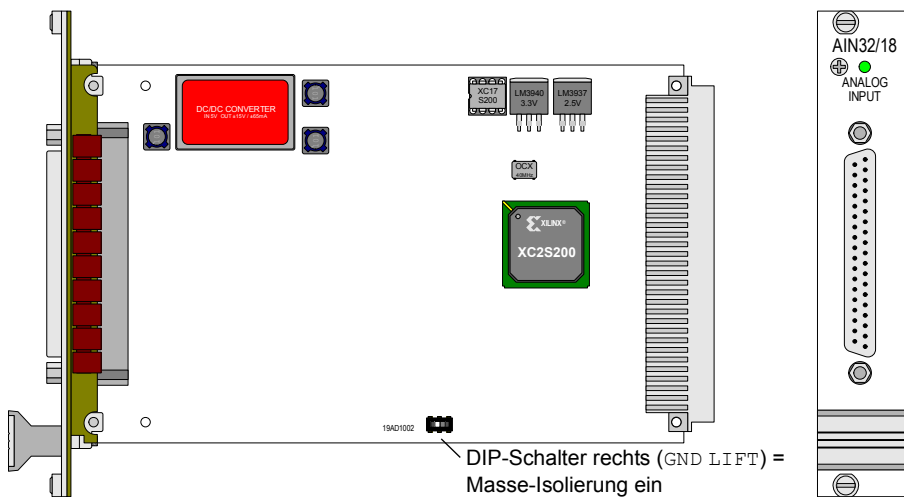 DC/DC CONVERTER
IN 5V OUT ±15V / ±65mA
XC17
S200
LM3940
3.3V
LM3937
2.5V
OCX
40MHz
XILINX®
XC2S200
19AD1002
DIP-Schalter rechts (GND LIFT) =
Masse-Isolierung ein
AIN32/18
ANALOG
INPUT